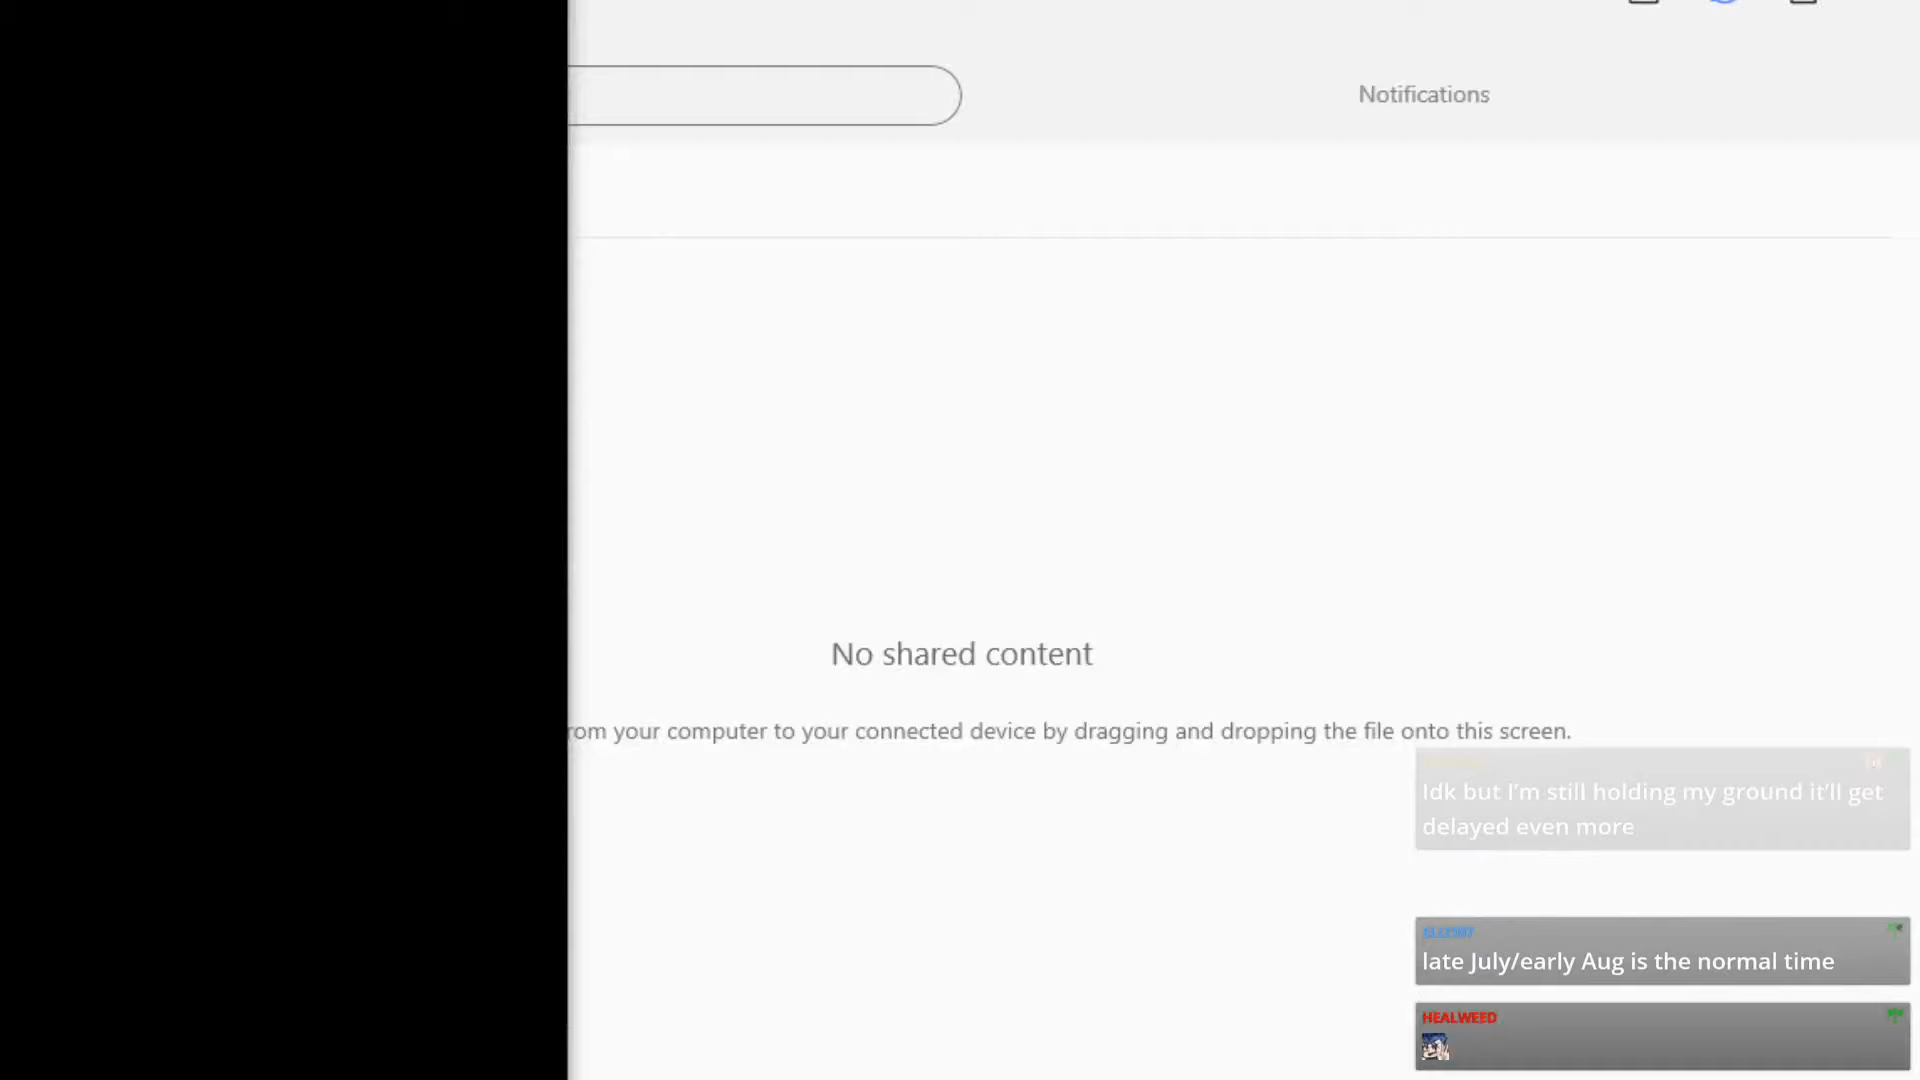 Notifications
No shared content
rom your computer to your connected device by dragging and dropping the file onto this screen.
Idk but I'm still holding my ground it'll get
delayed even more
late July/early Aug is the normal time
HEALWEED